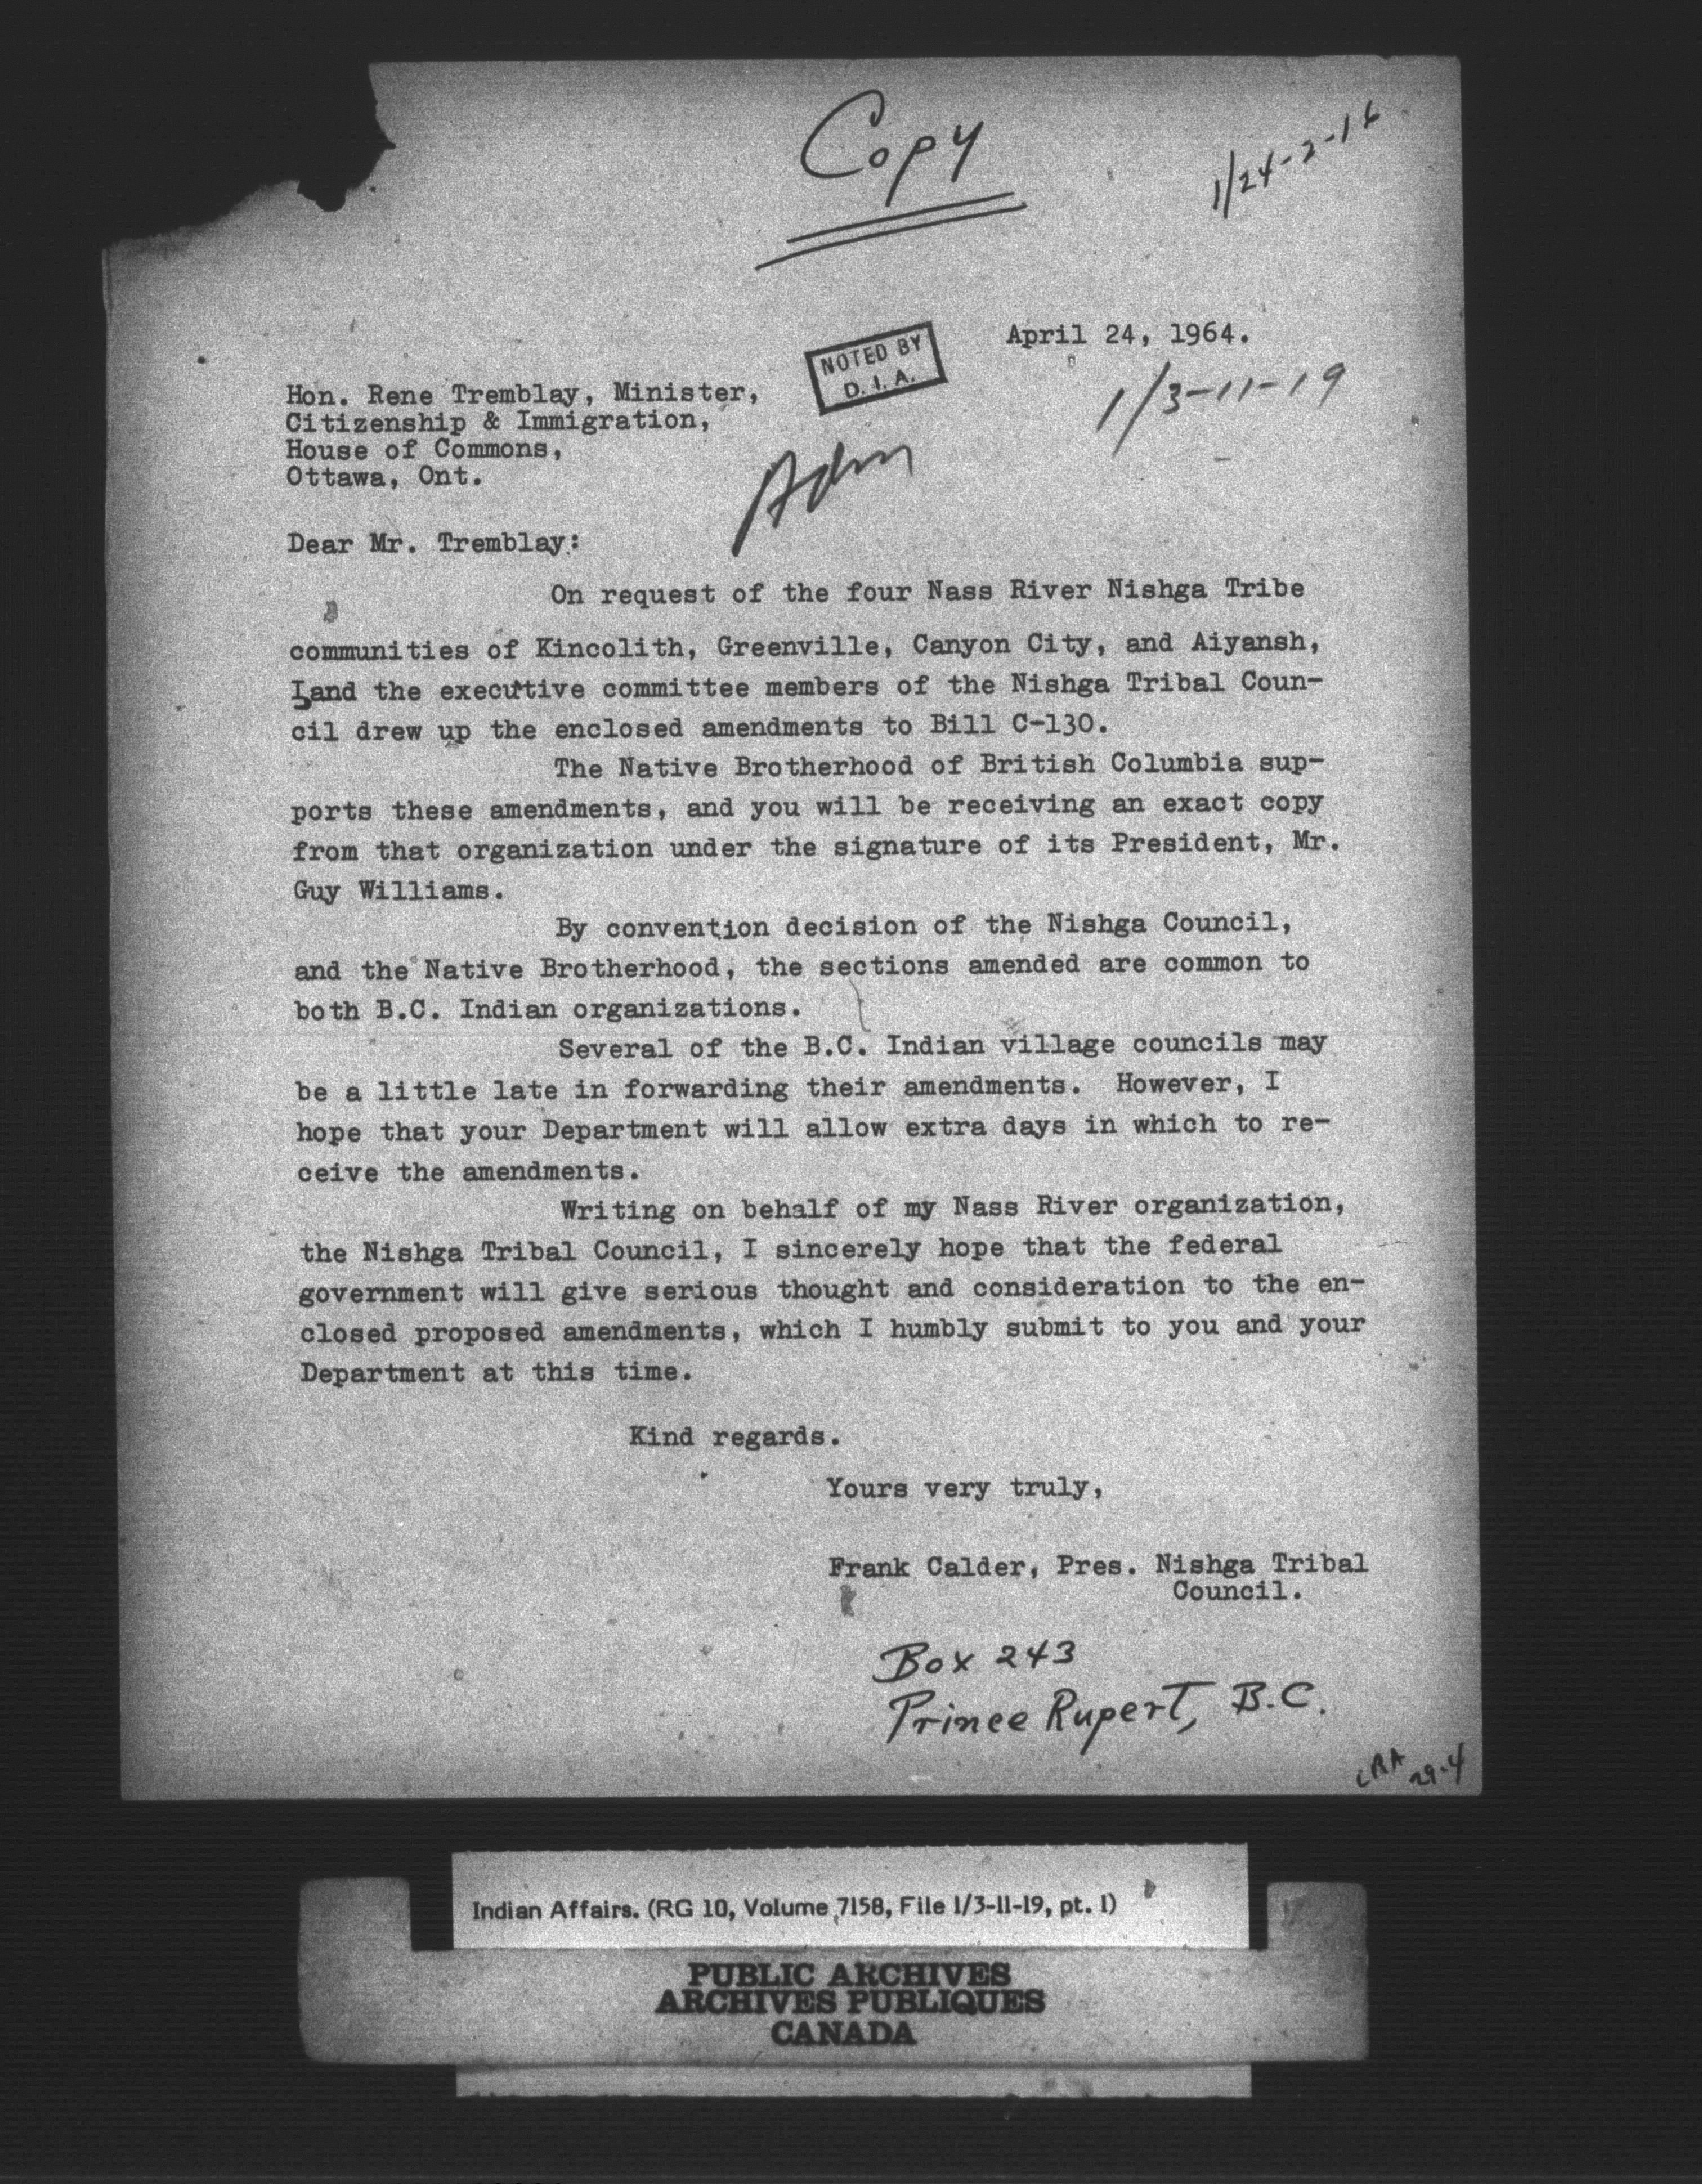 Copy
1/24-2-16
April 24, 1964.
NOTED BY
D. I. A.
1/3-11-19
Hon. Rene Tremblay, Minister,
Citizenship & Immigration,
House of Commons,
Ottawa, Ont.
Adm
Dear Mr. Tremblay:
On request of the four Nass River Nishga Tribe
communities of Kincolith, Greenville, Canyon City, and Aiyansh,
I and the executive committee members of the Nishga Tribal Coun-
cil drew up the enclosed amendments to Bill C-130.
The Native Brotherhood of British Columbia sup-
ports these amendments, and you will be receiving an exact copy
from that organization under the signature of its President, Mr.
Guy Williams.
By convention decision of the Nishga Council,
and the Native Brotherhood, the sections amended are common to
both B.C. Indian organizations.
Several of the B.C. Indian village councils may
be a little late in forwarding their amendments. However, I
hope that your Department will allow extra days in which to re-
ceive the amendments.
Writing on behalf of my Nass River organization,
the Nishga Tribal Council, I sincerely hope that the federal
government will give serious thought and consideration to the en-
closed proposed amendments, which I humbly submit to you and your
Department at this time.
Kind regards.
Yours very truly,
Frank Calder, Pres. Nishga Tribal
Council.
Box 243
Prince Rupert, B.C.
29-4
Indian Affairs. (RG 10, Volume 7158, File 1/3-11-19, pt. 1)
PUBLIC ARCHIVES
ARCHIVES PUBLIQUES
CANADA